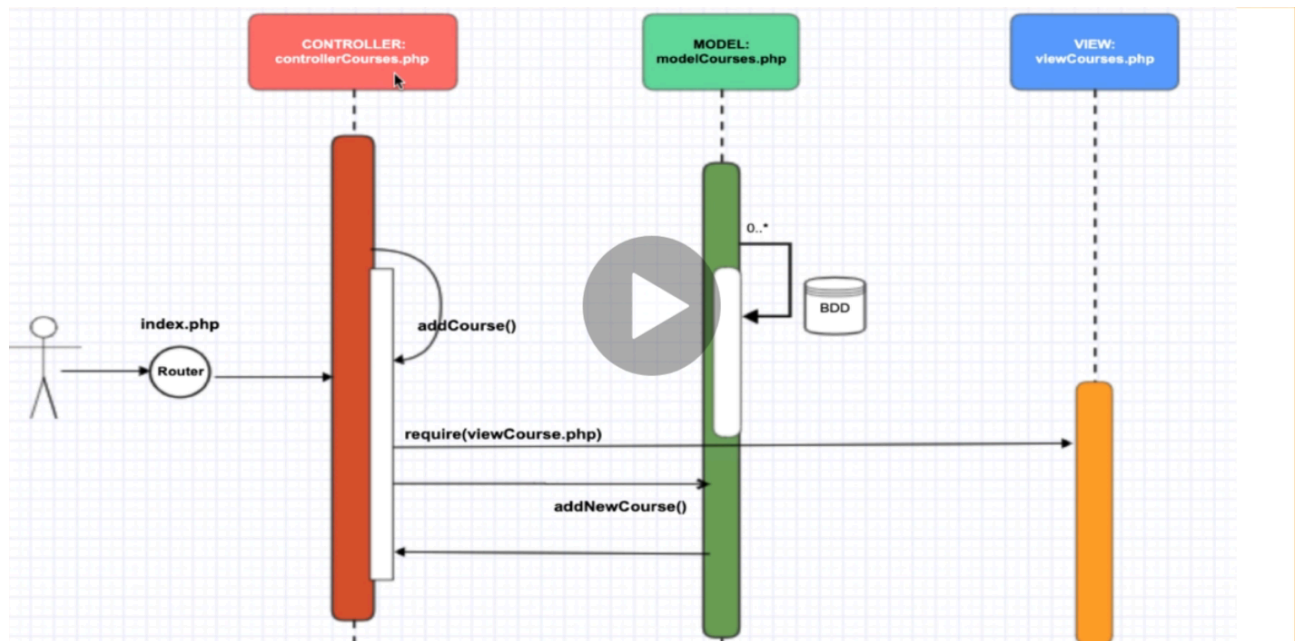 CONTROLLER:
controllerCourses.php
MODEL:
modelCourses.php
VIEW:
viewCourses.php
0..*
BDD
index.php
addCourse()
Router
require(viewCourse.php)
addNewCourse()